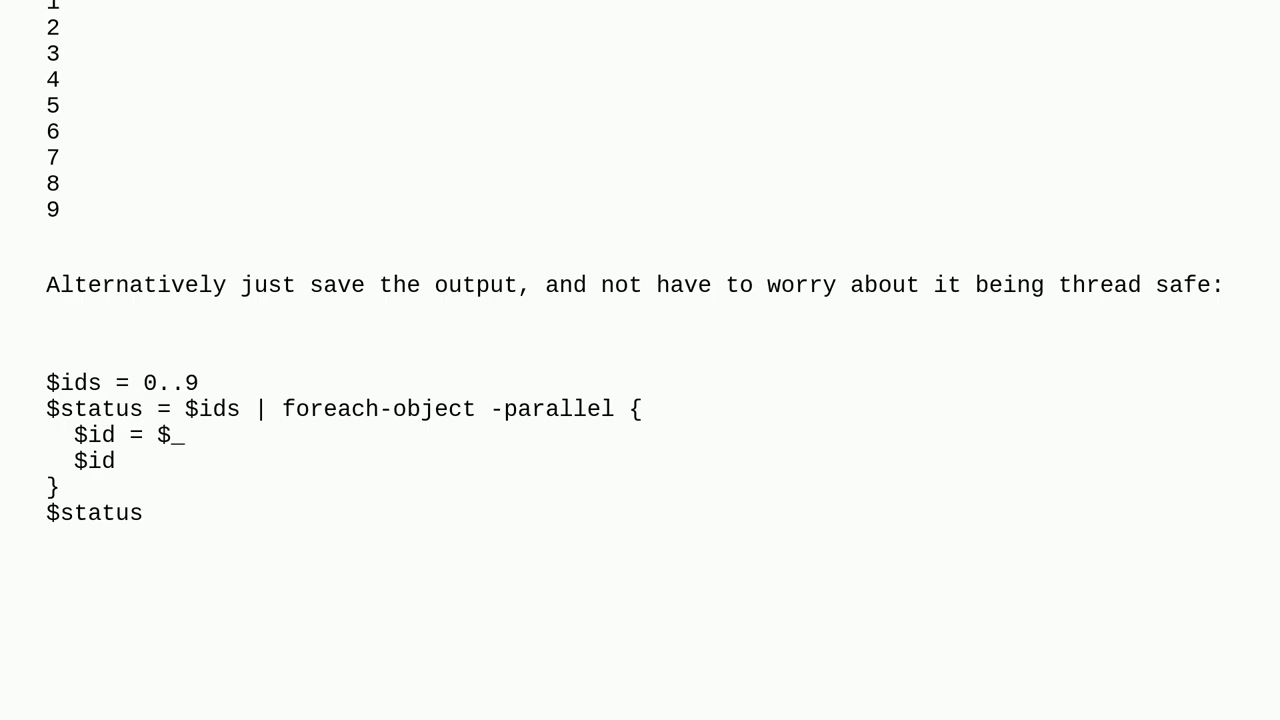 1
2
3
4
5
6
7
8
9
Alternatively just save the output, and not have to worry about it being thread safe:
$ids = 0..9
$status = $ids | foreach-object -parallel {
  $id = $_
  $id
}
$status